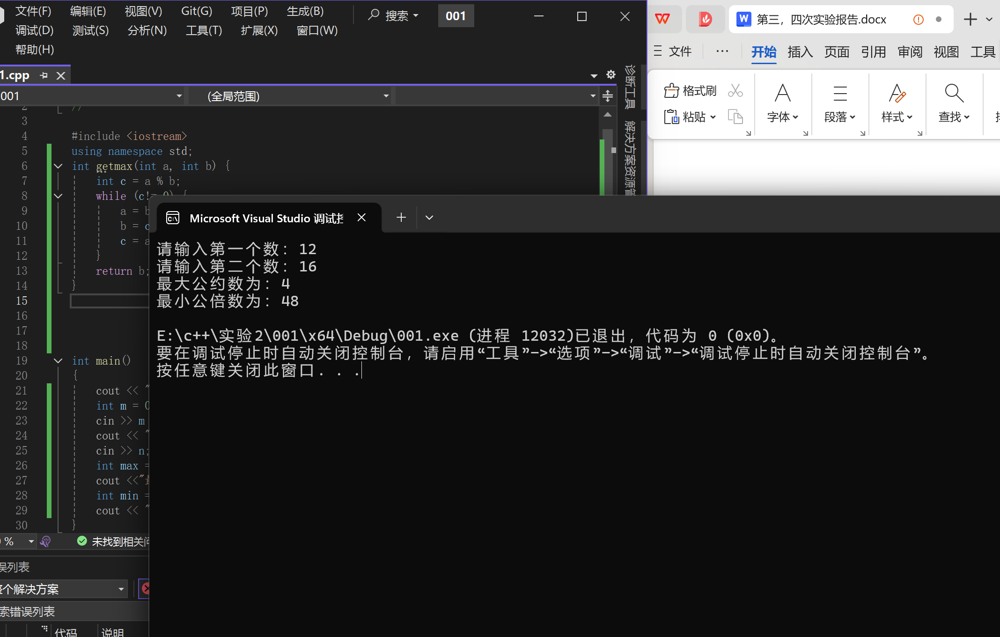 文件(F) 编辑(E) 视图(V) Git(G) 项目(P) 生成(B) 搜索 001
调试(D) 测试(S) 分析(N) 工具(T) 扩展(X) 窗口(W)
帮助(H)
1.cpp
001 (全局范围)
诊断工具
解决方案资源管
2 //
3
4 #include <iostream>
5 using namespace std;
6 int getmax(int a, int b) {
7 int c = a % b;
8 while (c!= 0) {
9 a = b
10 b = c
11 c = a
12 }
13 return b;
14 }
15
16
17
18
19 int main()
20 {
21 cout << "
22 int m = 0
23 cin >> m
24 cout << "
25 cin >> n;
26 int max =
27 cout <<"最
28 int min =
29 cout << "
30 }
% 未找到相关问
误列表
整个解决方案
索错误列表
代码 说明
第三，四次实验报告.docx
文件 ··· 开始 插入 页面 引用 审阅 视图 工具
格式刷
粘贴 字体 段落 样式 查找
Microsoft Visual Studio 调试控
请输入第一个数：12
请输入第二个数：16
最大公约数为：4
最小公倍数为：48
E:\c++\实验2\001\x64\Debug\001.exe (进程 12032)已退出，代码为 0 (0x0)。
要在调试停止时自动关闭控制台，请启用“工具”->“选项”->“调试”->“调试停止时自动关闭控制台”。
按任意键关闭此窗口. . .